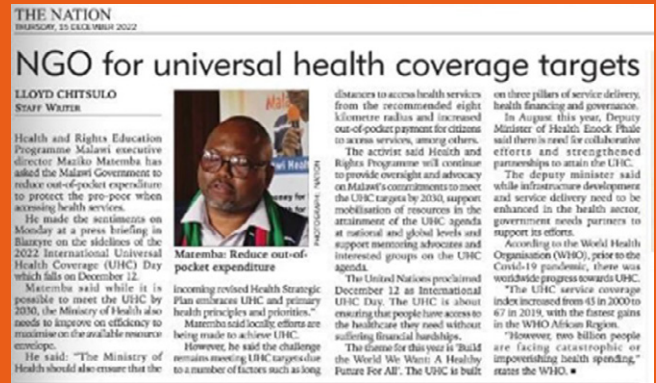 THE NATION
THURSDAY, 15 DECEMBER 2022
NGO for universal health coverage targets
LLOYD CHITSULO
STAFF WRITER
Health and Rights Education
Programme Malawi executive
director Maziko Matemba has
asked the Malawi Government to
reduce out-of-pocket expenditure
to protect the pro-poor when
accessing health services.
He made the sentiments on
Monday at a press briefing in
Blantyre on the sidelines of the
2022 International Universal
Health Coverage (UHC) Day
which falls on December 12.
Matemba said while it is
possible to meet the UHC by
2030, the Ministry of Health also
needs to improve on efficiency to
maximise on the available resource
envelope.
He said: "The Ministry of
Health should also ensure that the
PHOTOGRAPH: NATION
Matemba: Reduce out-of-
pocket expenditure
incoming revised Health Strategic
Plan embraces UHC and primary
health principles and priorities."
Matemba said locally, efforts are
being made to achieve UHC.
However, he said the challenge
remains meeting UHC targets due
to a number of factors such as long
distances to access health services
from the recommended eight
kilometre radius and increased
out-of-pocket payment for citizens
to access services, among others.
The activist said Health and
Rights Programme will continue
to provide oversight and advocacy
on Malawi's commitments to meet
the UHC targets by 2030, support
mobilisation of resources in the
attainment of the UHC agenda
at national and global levels and
support mentoring advocates and
interested groups on the UHC
agenda.
The United Nations proclaimed
December 12 as International
UHC Day. The UHC is about
ensuring that people have access to
the healthcare they need without
suffering financial hardships.
The theme for this year is 'Build
the World We Want: A Healthy
Future For All'. The UHC is built
on three pillars of service delivery,
health financing and governance.
In August this year, Deputy
Minister of Health Enock Phale
said there is need for collaborative
efforts and strengthened
partnerships to attain the UHC.
The deputy minister said
while infrastructure development
and service delivery need to be
enhanced in the health sector,
government needs partners to
support its efforts.
According to the World Health
Organisation (WHO), prior to the
Covid-19 pandemic, there was
worldwide progress towards UHC.
"The UHC service coverage
index increased from 45 in 2000 to
67 in 2019, with the fastest gains
in the WHO African Region.
"However, two billion people
are facing catastrophic or
impoverishing health spending,"
states the WHO.